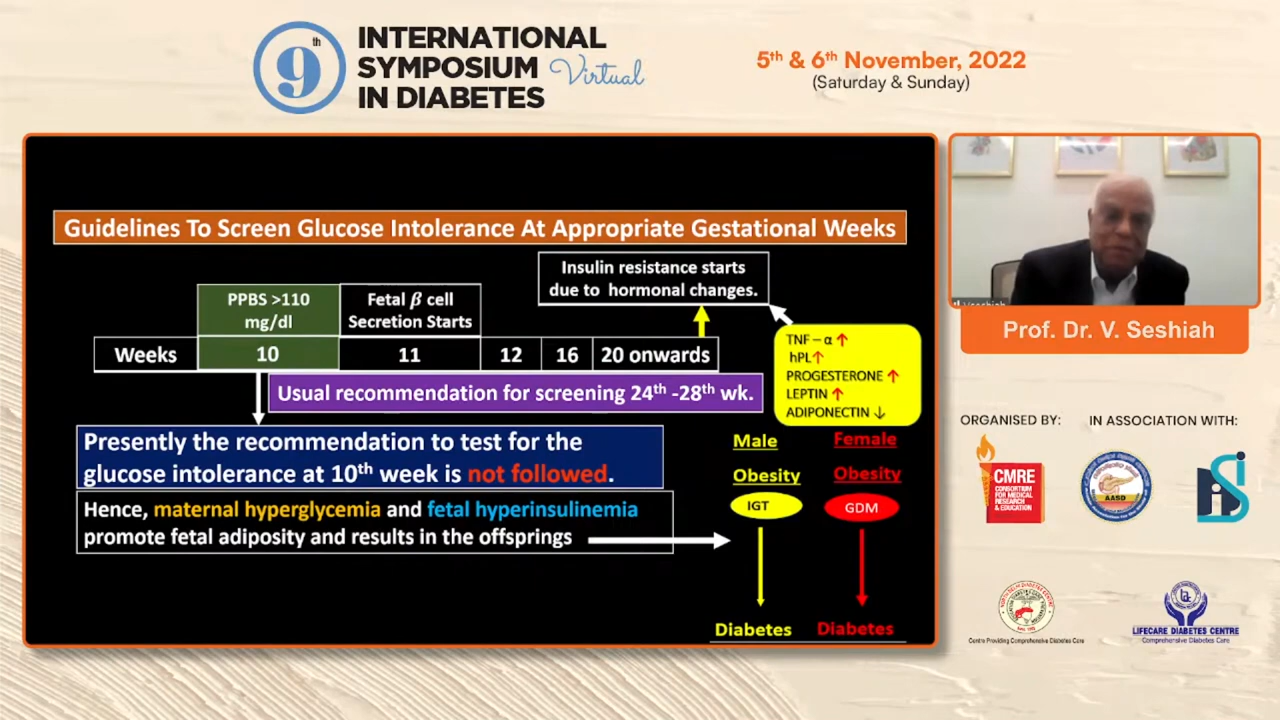 9th
INTERNATIONAL
SYMPOSIUM Virtual
IN DIABETES
5th & 6th November, 2022
(Saturday & Sunday)
Guidelines To Screen Glucose Intolerance At Appropriate Gestational Weeks
Insulin resistance starts
due to hormonal changes.
PPBS >110
mg/dl
Fetal β cell
Secretion Starts
Weeks 10 11 12 16 20 onwards
TNF – α ↑
hPL↑
PROGESTERONE ↑
LEPTIN ↑
ADIPONECTIN ↓
Usual recommendation for screening 24th -28th wk.
Presently the recommendation to test for the
glucose intolerance at 10th week is not followed.
Hence, maternal hyperglycemia and fetal hyperinsulinemia
promote fetal adiposity and results in the offsprings
Male Female
Obesity Obesity
IGT GDM
Diabetes Diabetes
Prof. Dr. V. Seshiah
ORGANISED BY: IN ASSOCIATION WITH:
CMRE
CONSORTIUM
FOR MEDICAL
RESEARCH
& EDUCATION
AASD
Centre Providing Comprehensive Diabetes Care
LIFECARE DIABETES CENTRE
Comprehensive Diabetes Care